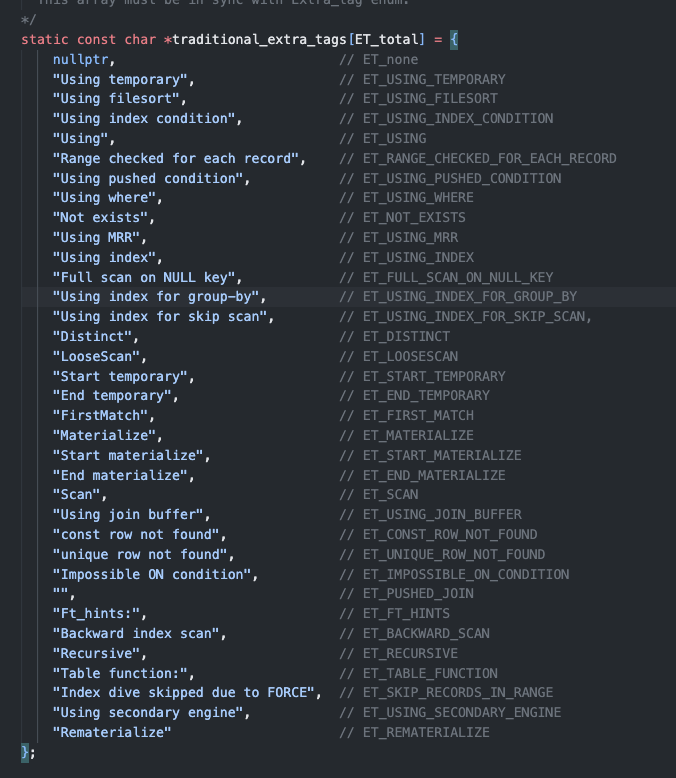 This array must be in sync with Extra_tag enum.
*/
static const char *traditional_extra_tags[ET_total] = {
    nullptr,                            // ET_none
    "Using temporary",                  // ET_USING_TEMPORARY
    "Using filesort",                   // ET_USING_FILESORT
    "Using index condition",            // ET_USING_INDEX_CONDITION
    "Using",                            // ET_USING
    "Range checked for each record",    // ET_RANGE_CHECKED_FOR_EACH_RECORD
    "Using pushed condition",           // ET_USING_PUSHED_CONDITION
    "Using where",                      // ET_USING_WHERE
    "Not exists",                       // ET_NOT_EXISTS
    "Using MRR",                        // ET_USING_MRR
    "Using index",                      // ET_USING_INDEX
    "Full scan on NULL key",            // ET_FULL_SCAN_ON_NULL_KEY
    "Using index for group-by",         // ET_USING_INDEX_FOR_GROUP_BY
    "Using index for skip scan",        // ET_USING_INDEX_FOR_SKIP_SCAN,
    "Distinct",                         // ET_DISTINCT
    "LooseScan",                        // ET_LOOSESCAN
    "Start temporary",                  // ET_START_TEMPORARY
    "End temporary",                    // ET_END_TEMPORARY
    "FirstMatch",                       // ET_FIRST_MATCH
    "Materialize",                      // ET_MATERIALIZE
    "Start materialize",                // ET_START_MATERIALIZE
    "End materialize",                  // ET_END_MATERIALIZE
    "Scan",                             // ET_SCAN
    "Using join buffer",                // ET_USING_JOIN_BUFFER
    "const row not found",              // ET_CONST_ROW_NOT_FOUND
    "unique row not found",             // ET_UNIQUE_ROW_NOT_FOUND
    "Impossible ON condition",          // ET_IMPOSSIBLE_ON_CONDITION
    "",                                 // ET_PUSHED_JOIN
    "Ft_hints:",                        // ET_FT_HINTS
    "Backward index scan",              // ET_BACKWARD_SCAN
    "Recursive",                        // ET_RECURSIVE
    "Table function:",                  // ET_TABLE_FUNCTION
    "Index dive skipped due to FORCE",  // ET_SKIP_RECORDS_IN_RANGE
    "Using secondary engine",           // ET_USING_SECONDARY_ENGINE
    "Rematerialize"                     // ET_REMATERIALIZE
};